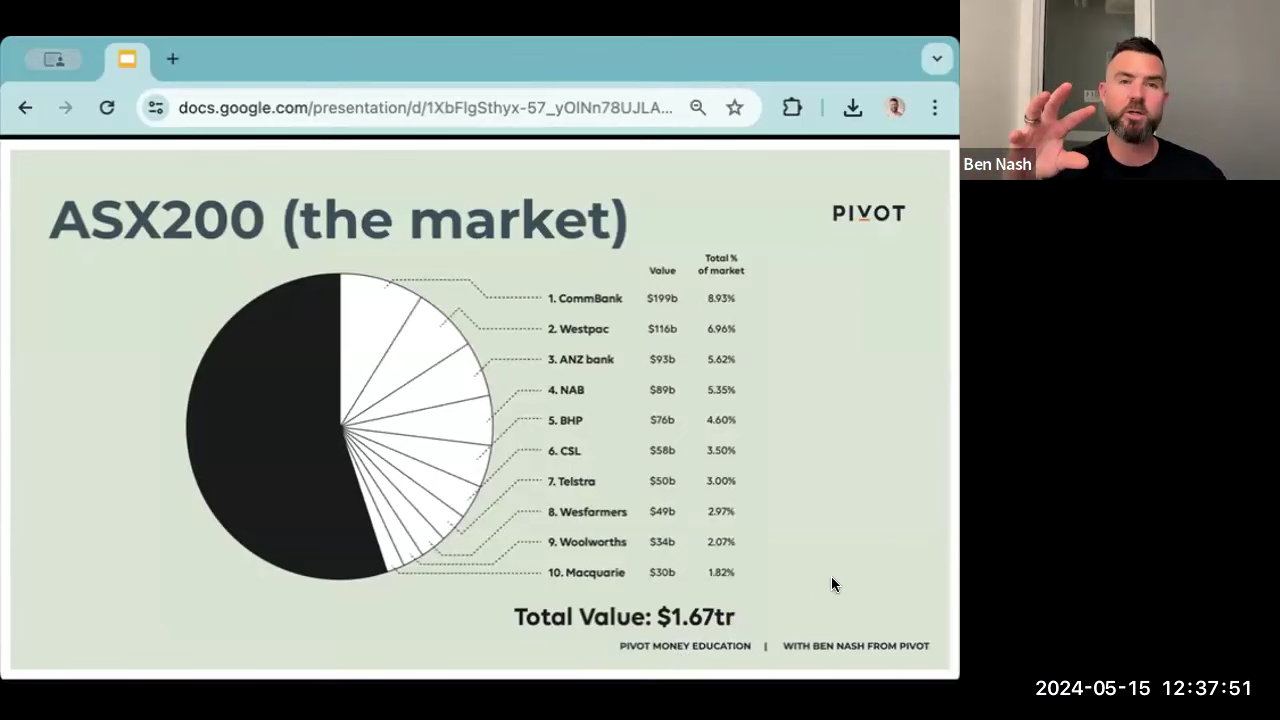 docs.google.com/presentation/d/1XbFIgSthyx-57_yOINn78UJLA...
Ben Nash
ASX200 (the market)
PIVOT
Value
Total %
of market
1. CommBank $199b 8.93%
2. Westpac $116b 6.96%
3. ANZ bank $93b 5.62%
4. NAB $89b 5.35%
5. BHP $76b 4.60%
6. CSL $58b 3.50%
7. Telstra $50b 3.00%
8. Wesfarmers $49b 2.97%
9. Woolworths $34b 2.07%
10. Macquarie $30b 1.82%
Total Value: $1.67tr
PIVOT MONEY EDUCATION | WITH BEN NASH FROM PIVOT
2024-05-15 12:37:51